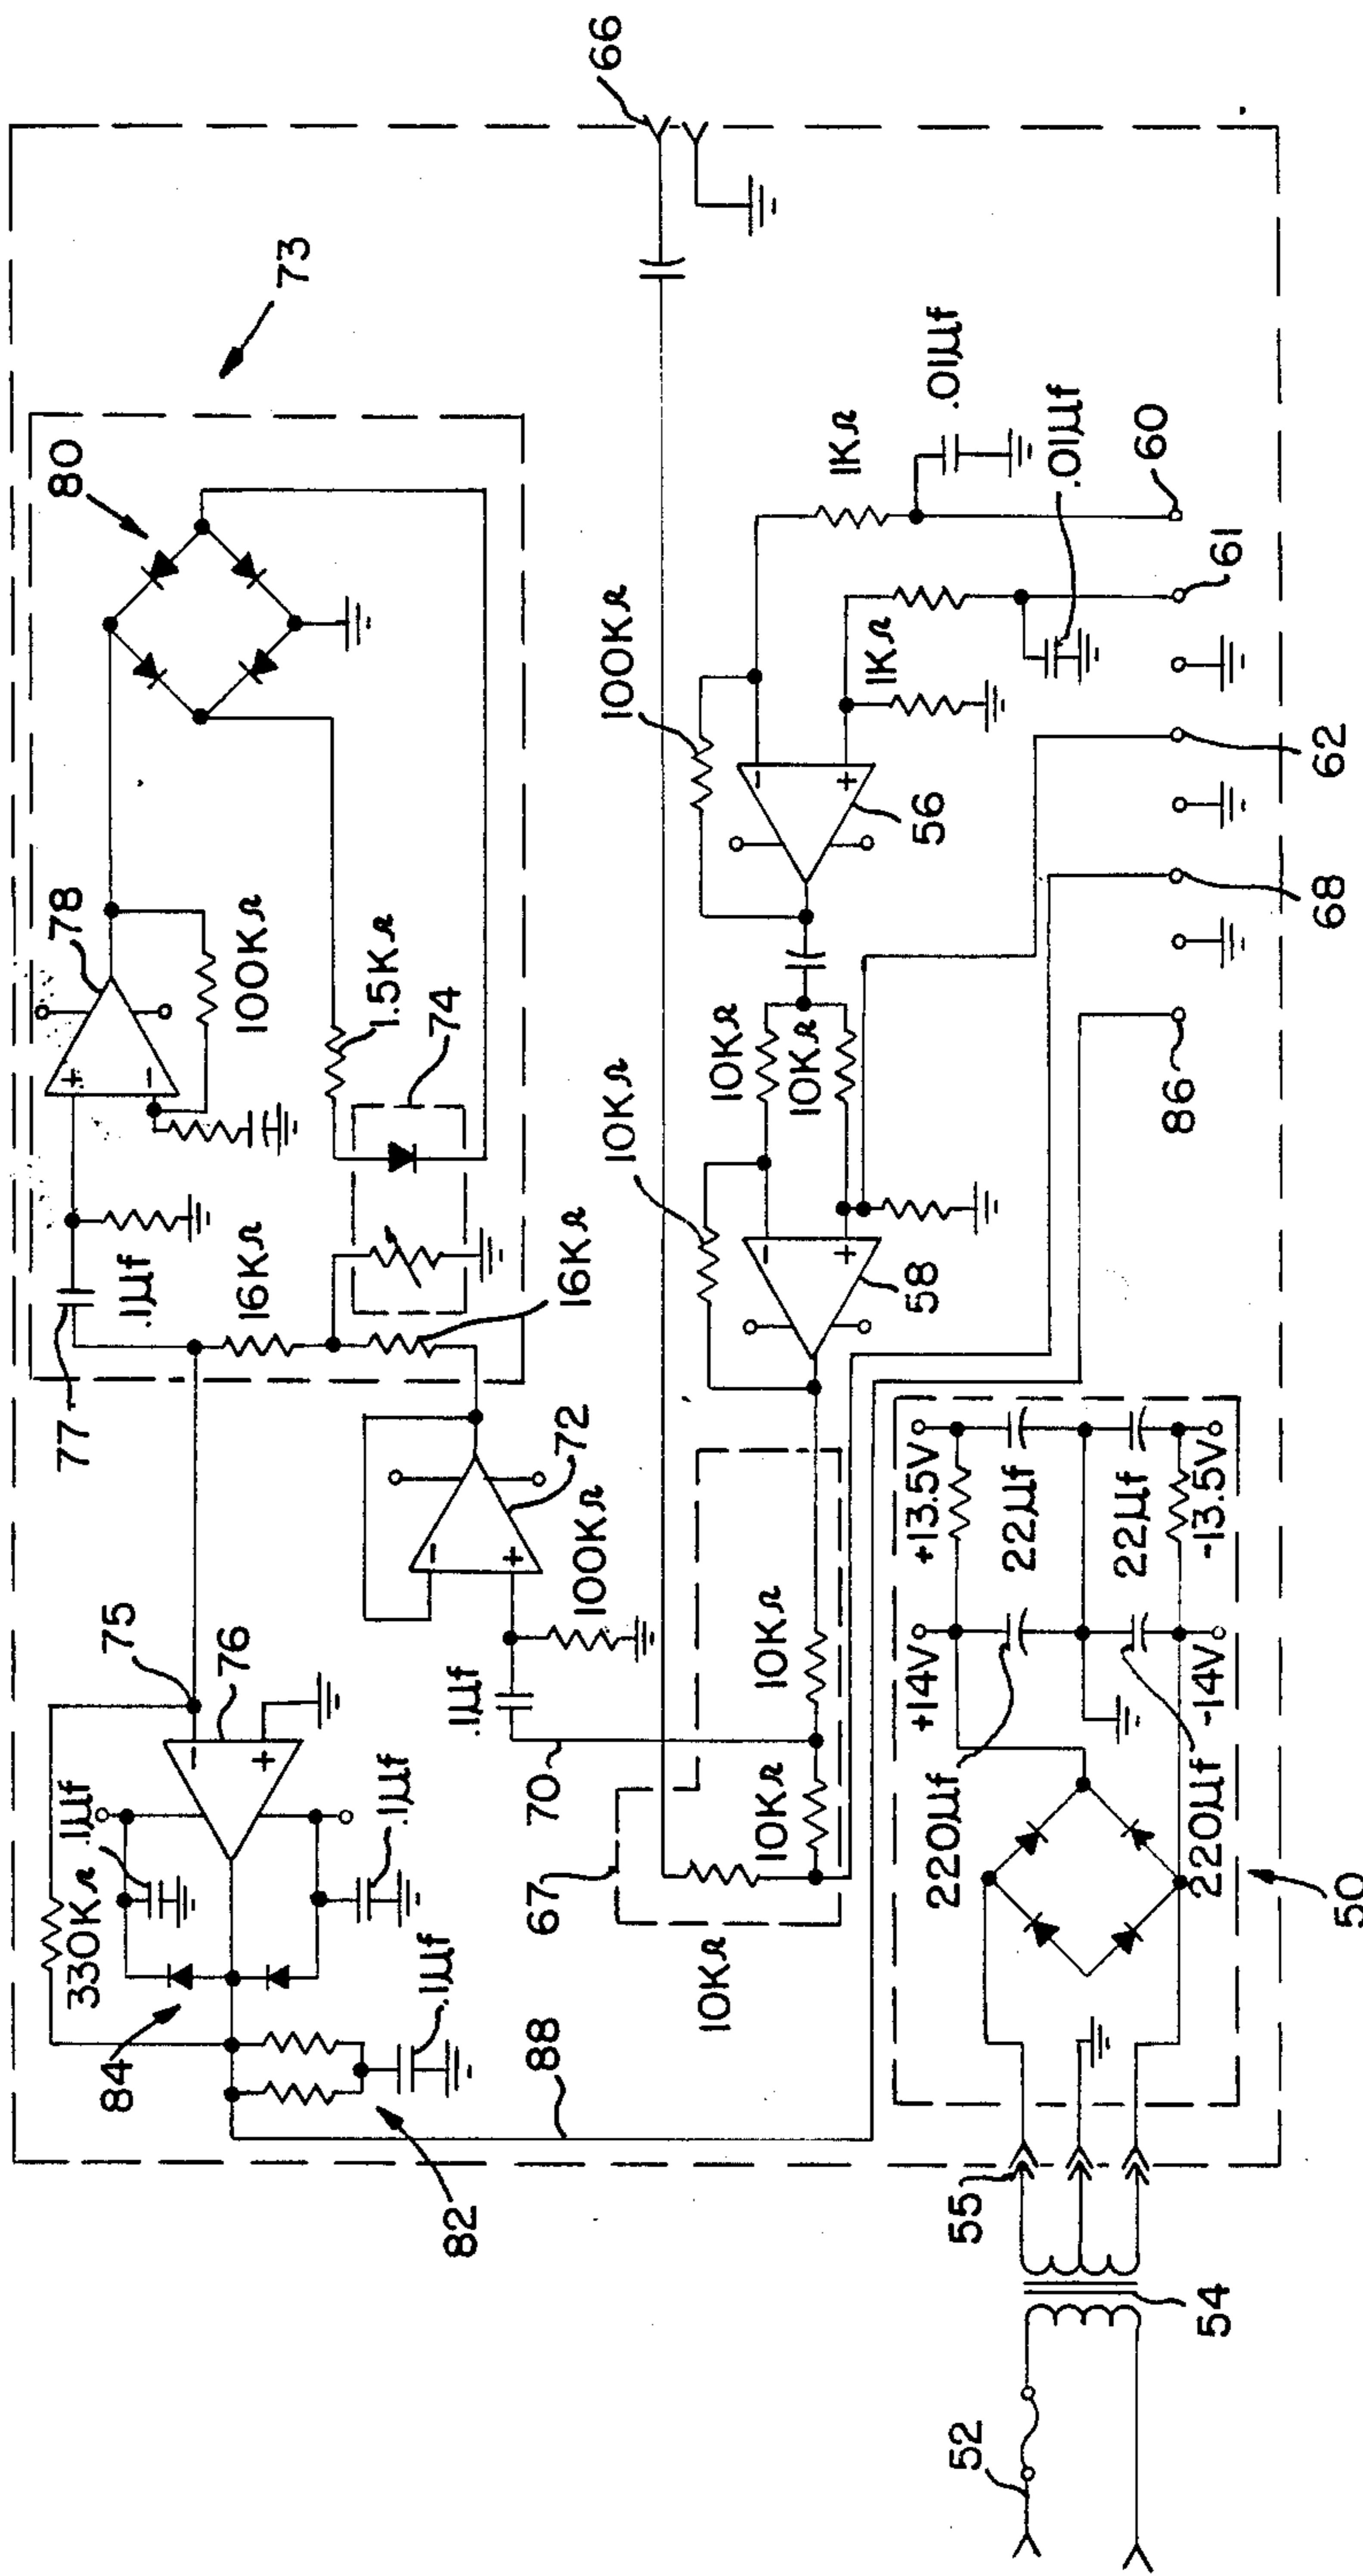 330KΩ
.1µf
77
+
78
80
84
75
-
.1µf
-
76
16KΩ
100KΩ
+
73
.1µf
1.5KΩ
.1µf
-
74
82
.1µf
+
88
70
72
16KΩ
67
100KΩ
66
10KΩ
100KΩ
10KΩ
10KΩ
10KΩ
-
10KΩ
-
10KΩ
+
+
1KΩ
1KΩ
58
56
.01µf
+14V
+13.5V
220µf
22µf
.01µf
52
55
22µf
60
220µf
86
61
54
-14V
-13.5V
50
68
62